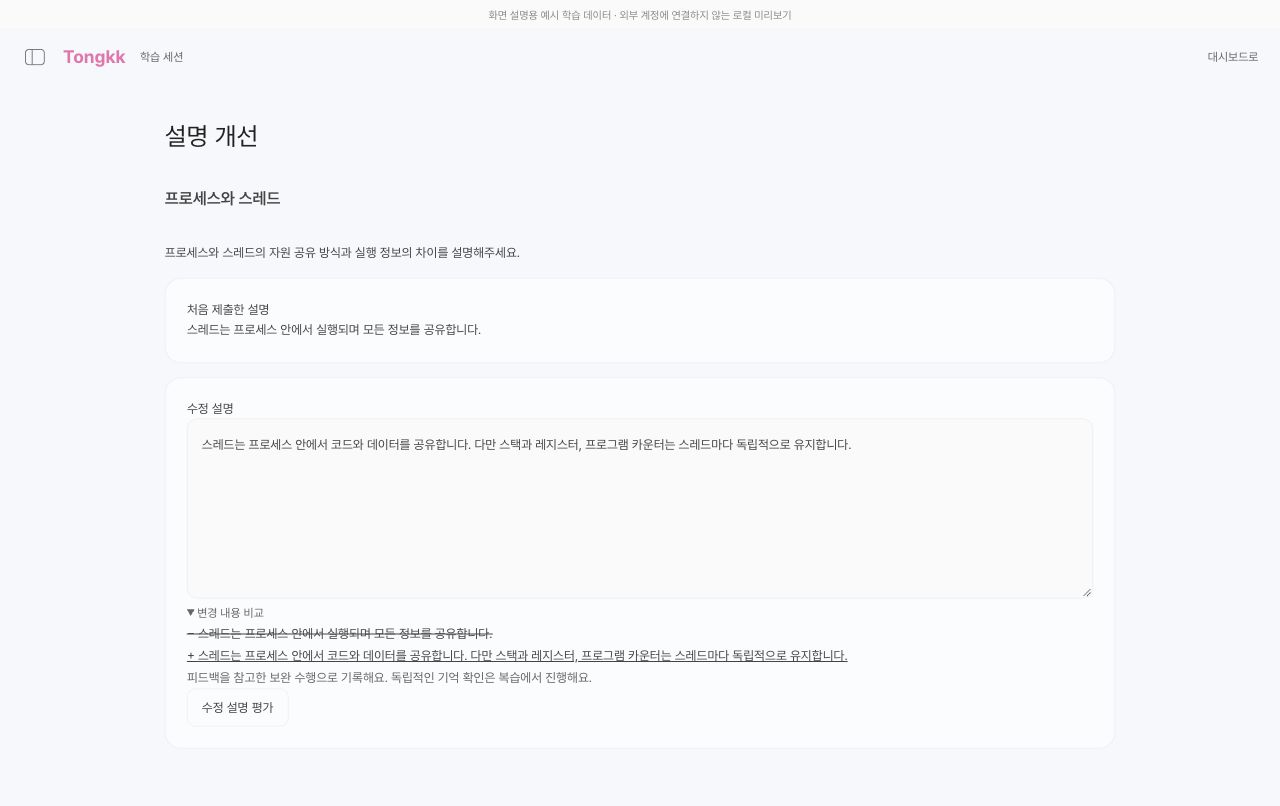 화면 설명용 예시 학습 데이터 · 외부 계정에 연결하지 않는 로컬 미리보기
Tongkk 학습 세션 대시보드로
설명 개선
프로세스와 스레드
프로세스와 스레드의 자원 공유 방식과 실행 정보의 차이를 설명해주세요.
처음 제출한 설명
스레드는 프로세스 안에서 실행되며 모든 정보를 공유합니다.
수정 설명
스레드는 프로세스 안에서 코드와 데이터를 공유합니다. 다만 스택과 레지스터, 프로그램 카운터는 스레드마다 독립적으로 유지합니다.
▼ 변경 내용 비교
− 스레드는 프로세스 안에서 실행되며 모든 정보를 공유합니다.
+ 스레드는 프로세스 안에서 코드와 데이터를 공유합니다. 다만 스택과 레지스터, 프로그램 카운터는 스레드마다 독립적으로 유지합니다.
피드백을 참고한 보완 수행으로 기록해요. 독립적인 기억 확인은 복습에서 진행해요.
수정 설명 평가